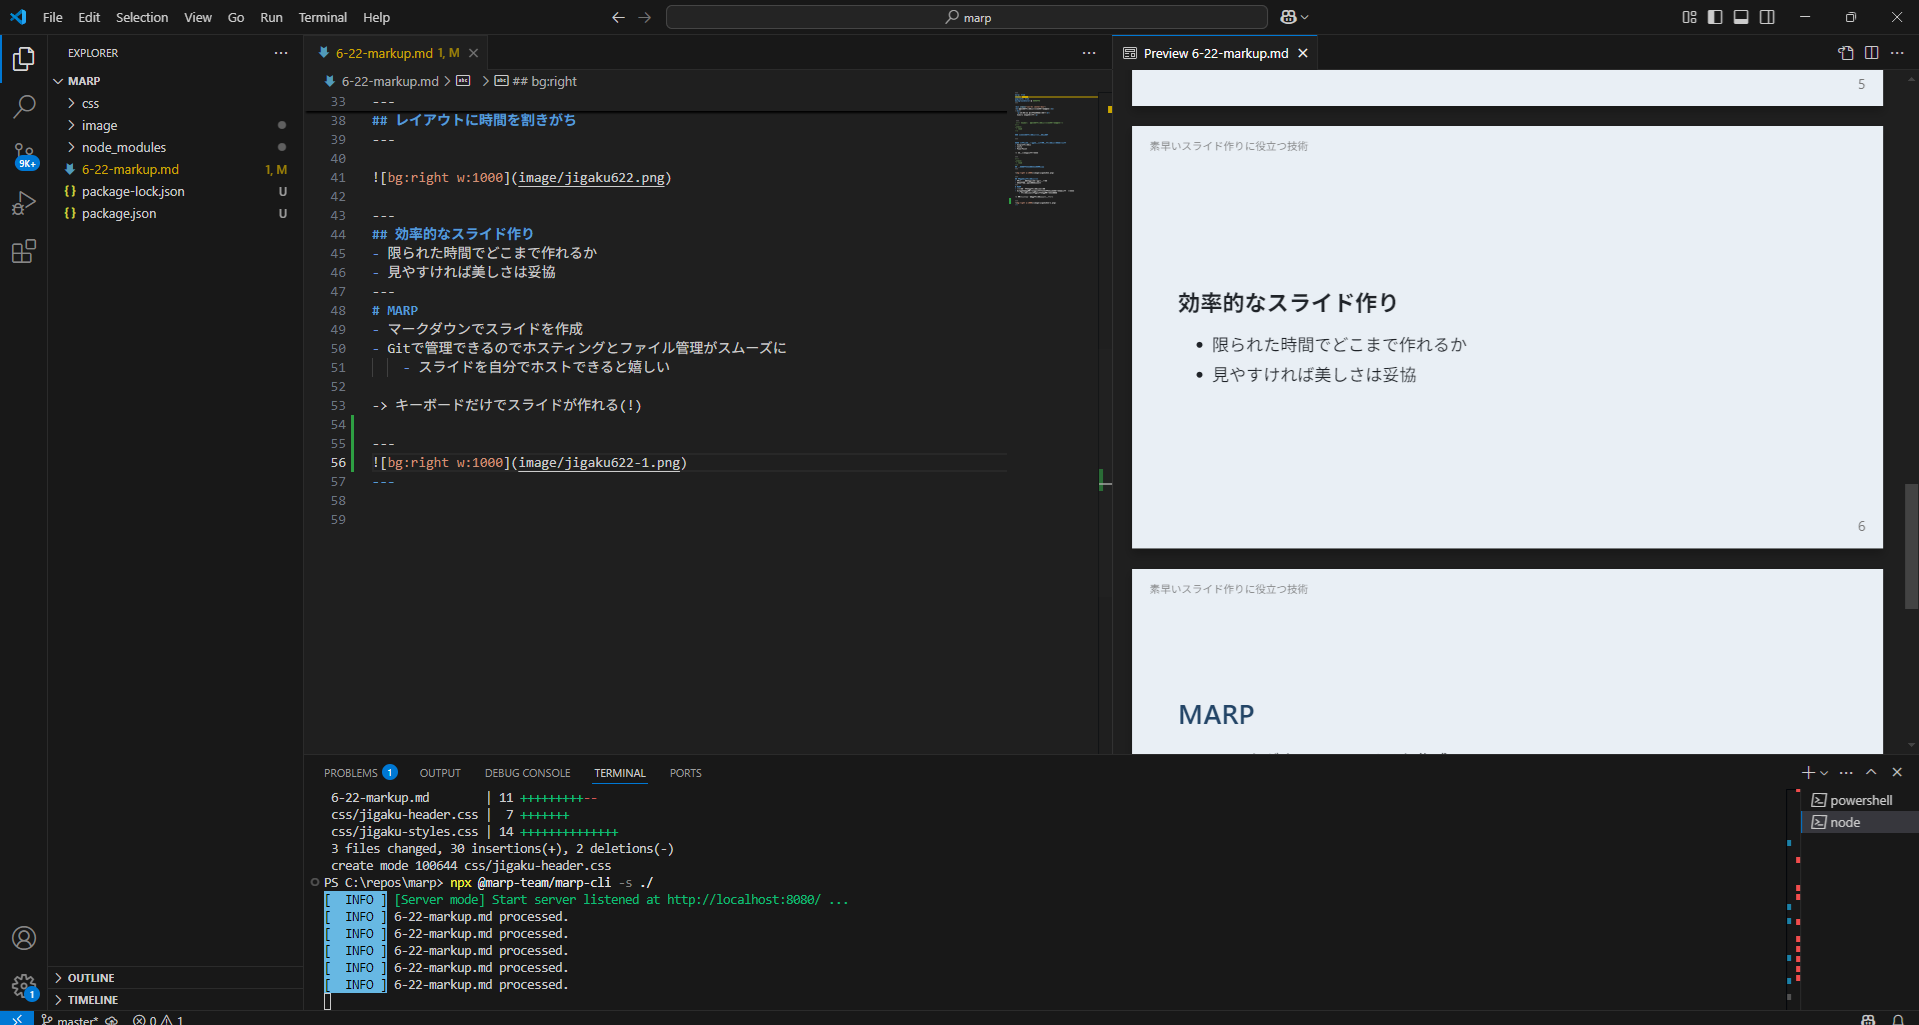 File Edit Selection View Go Run Terminal Help
marp
EXPLORER
MARP
css
image
node_modules
6-22-markup.md 1, M
package-lock.json U
package.json U
9K+
1
OUTLINE
TIMELINE
6-22-markup.md 1, M
6-22-markup.md > abc > abc ## bg:right
33 ---
38 ## レイアウトに時間を割きがち
39 ---
40
41 ![bg:right w:1000](image/jigaku622.png)
42
43 ---
44 ## 効率的なスライド作り
45 - 限られた時間でどこまで作れるか
46 - 見やすければ美しさは妥協
47 ---
48 # MARP
49 - マークダウンでスライドを作成
50 - Gitで管理できるのでホスティングとファイル管理がスムーズに
51 - スライドを自分でホストできると嬉しい
52
53 -> キーボードだけでスライドが作れる(!)
54
55 ---
56 ![bg:right w:1000](image/jigaku622-1.png)
57 ---
58
59
Preview 6-22-markup.md
5
素早いスライド作りに役立つ技術
効率的なスライド作り
• 限られた時間でどこまで作れるか
• 見やすければ美しさは妥協
6
素早いスライド作りに役立つ技術
MARP
PROBLEMS 1 OUTPUT DEBUG CONSOLE TERMINAL PORTS
6-22-markup.md | 11 +++++++++--
css/jigaku-header.css | 7 +++++++
css/jigaku-styles.css | 14 ++++++++++++++
3 files changed, 30 insertions(+), 2 deletions(-)
create mode 100644 css/jigaku-header.css
PS C:\repos\marp> npx @marp-team/marp-cli -s ./
[ INFO ] [Server mode] Start server listened at http://localhost:8080/ ...
[ INFO ] 6-22-markup.md processed.
[ INFO ] 6-22-markup.md processed.
[ INFO ] 6-22-markup.md processed.
[ INFO ] 6-22-markup.md processed.
[ INFO ] 6-22-markup.md processed.
powershell
node
master* 0 1